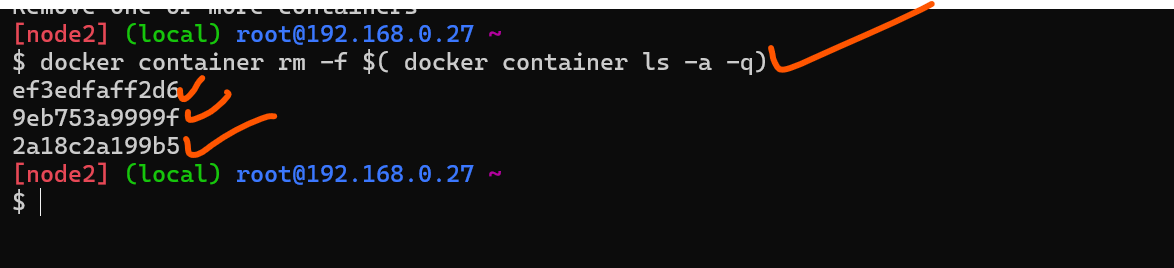 Remove one or more containers
[node2] (local) root@192.168.0.27 ~
$ docker container rm -f $( docker container ls -a -q)
ef3edfaff2d6
9eb753a9999f
2a18c2a199b5
[node2] (local) root@192.168.0.27 ~
$